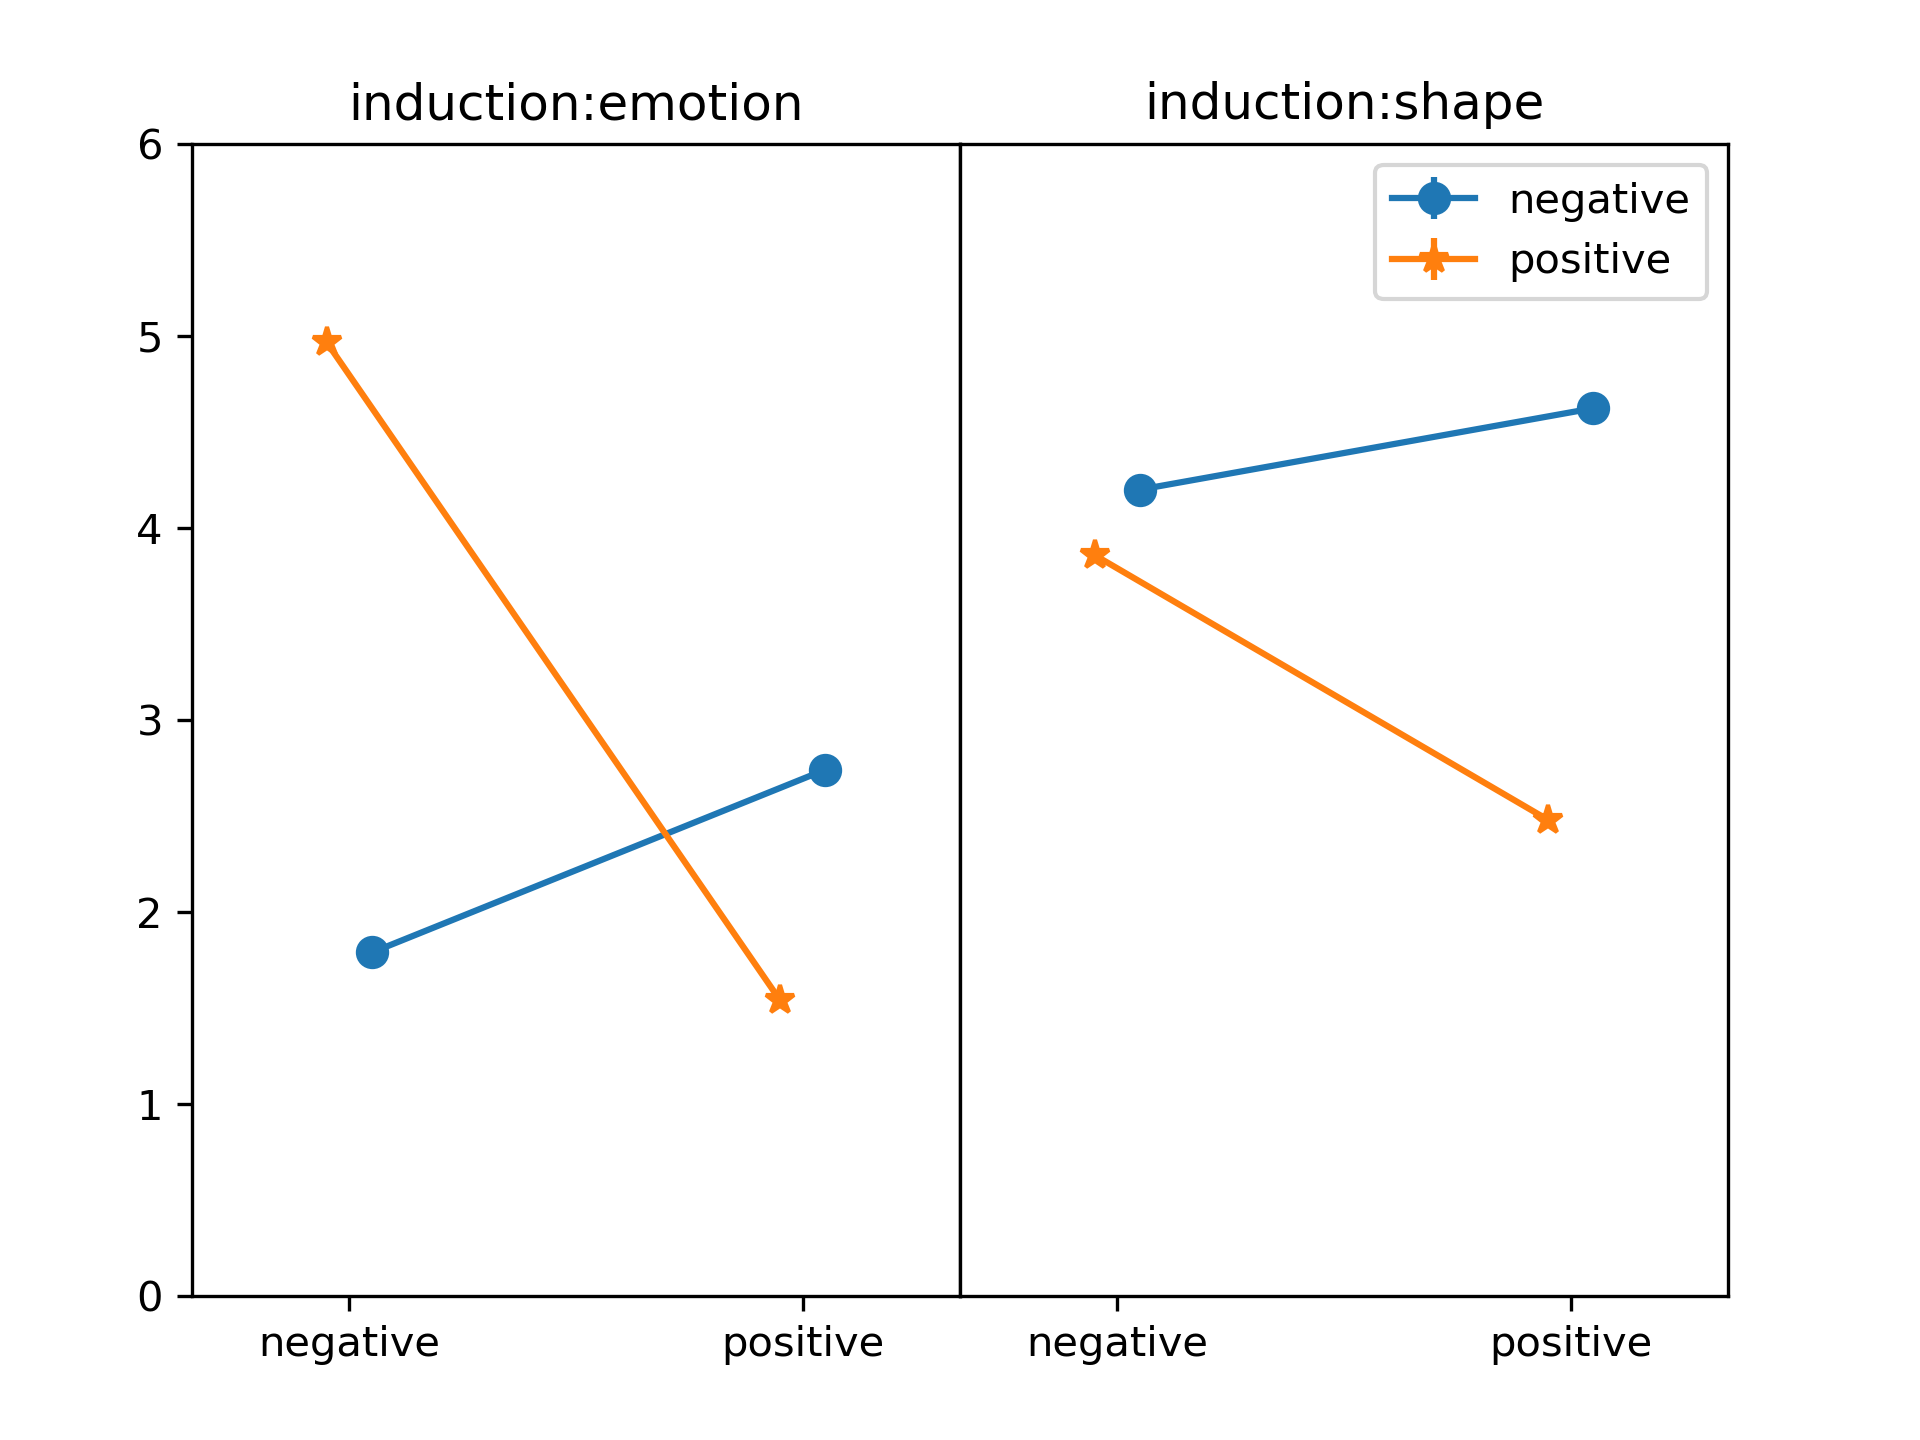 induction:emotion
induction:shape
6
5
4
3
2
1
0
negative
positive
negative
positive
negative
positive